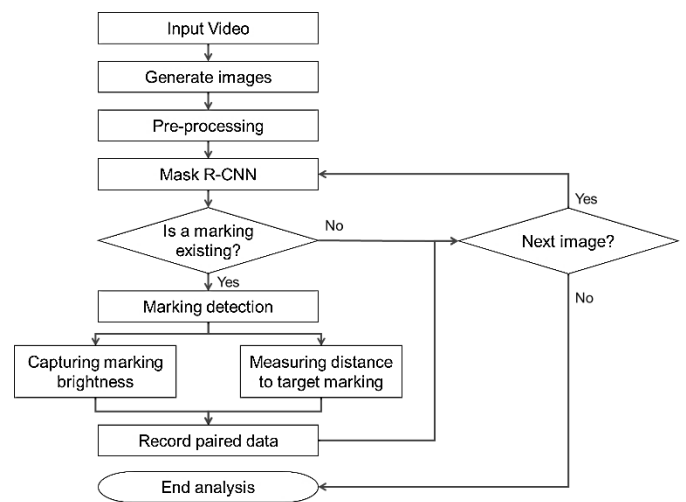 Input Video
Generate images
Pre-processing
Mask R-CNN
Yes
Is a marking
existing?
No
Next image?
Yes
No
Marking detection
Capturing marking
brightness
Measuring distance
to target marking
Record paired data
End analysis